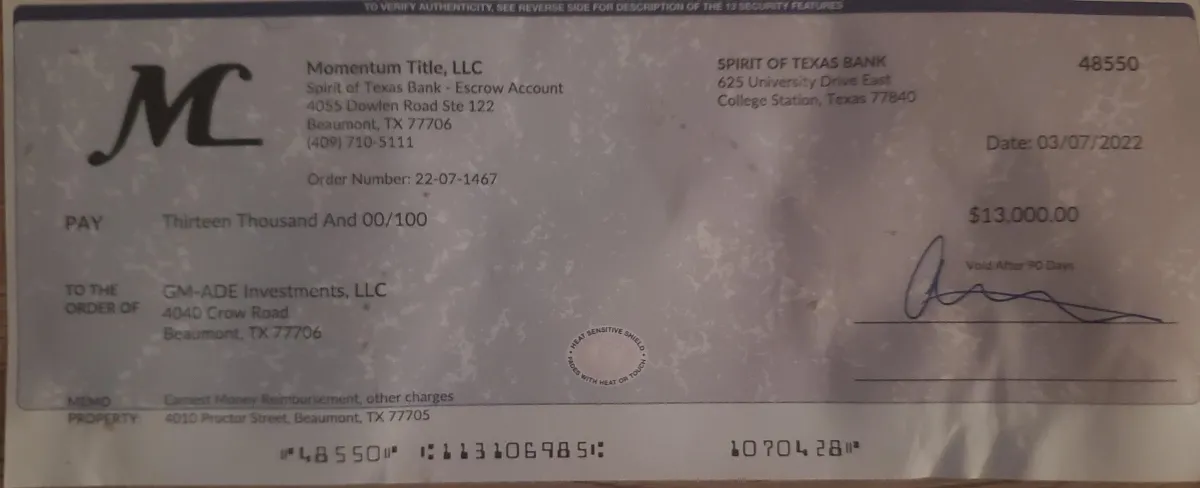 TO VERIFY AUTHENTICITY, SEE REVERSE SIDE FOR DESCRIPTION OF THE 12 SECURITY FEATURES
MC
Momentum Title, LLC
Spirit of Texas Bank - Escrow Account
4055 Dowlen Road Ste 122
Beaumont, TX 77706
(409) 710-5111
Order Number: 22-07-1467
SPIRIT OF TEXAS BANK
625 University Drive East
College Station, Texas 77840
48550
Date: 03/07/2022
PAY Thirteen Thousand And 00/100
$13,000.00
Void After 90 Days
TO THE ORDER OF
GM-ADE Investments, LLC
4040 Crow Road
Beaumont, TX 77706
HEAT SENSITIVE SHIELD
FADES WITH HEAT OR TOUCH
MEMO Earnest Money Reimbursement, other charges
PROPERTY: 4010 Proctor Street, Beaumont, TX 77705
⑈48550⑈ ⑆113106985⑆ 1070428⑈